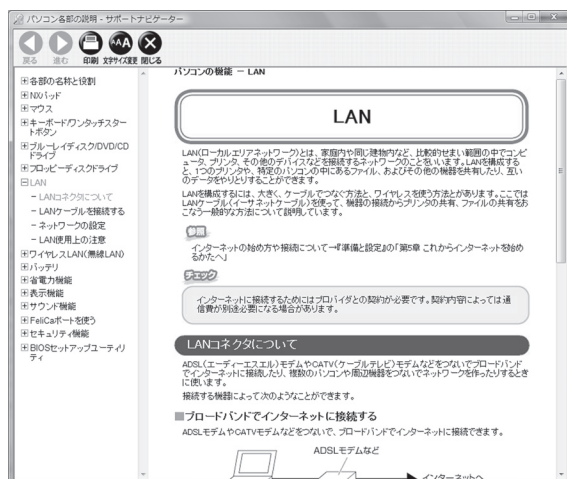 パソコン各部の説明 - サポートナビゲーター
戻る 進む 印刷 文字サイズ変更 閉じる
各部の名称と役割
NXパッド
マウス
キーボード/ワンタッチスター
トボタン
ブルーレイディスク/DVD/CD
ドライブ
フロッピーディスクドライブ
LAN
- LANコネクタについて
- LANケーブルを接続する
- ネットワークの設定
- LAN使用上の注意
ワイヤレスLAN(無線LAN)
バッテリ
省電力機能
表示機能
サウンド機能
FeliCaポートを使う
セキュリティ機能
BIOSセットアップユーティリ
ティ
パソコンの機能 - LAN
LAN
LAN(ローカルエリアネットワーク)とは、家庭内や同じ建物内など、比較的せまい範囲の中でコンピ
ュータ、プリンタ、その他のデバイスなどを接続するネットワークのことをいいます。LANを構成する
と、1つのプリンタや、特定のパソコンの中にあるファイル、およびその他の機器を共有したり、互い
のデータをやりとりすることができます。
LANを構成するには、大きく、ケーブルでつなぐ方法と、ワイヤレスを使う方法とがあります。ここでは
LANケーブル(イーサネットケーブル)を使って、機器の接続からプリンタの共有、ファイルの共有をお
こなう一般的な方法について説明しています。
インターネットの始め方や接続について→『準備と設定』の「第5章 これからインターネットを始め
るかたへ」
チェック
インターネットに接続するためにはプロバイダとの契約が必要です。契約内容によっては通
信費が別途必要になる場合があります。
LANコネクタについて
ADSL(エーディーエスエル)モデムやCATV(ケーブルテレビ)モデムなどをつないでブロードバンド
でインターネットに接続したり、複数のパソコンや周辺機器をつないでネットワークを作ったりするとき
に使います。
接続する機器によって次のようなことができます。
■ブロードバンドでインターネットに接続する
ADSLモデムやCATVモデムなどをつないで、ブロードバンドでインターネットに接続できます。
ADSLモデムなど
インターネットへ